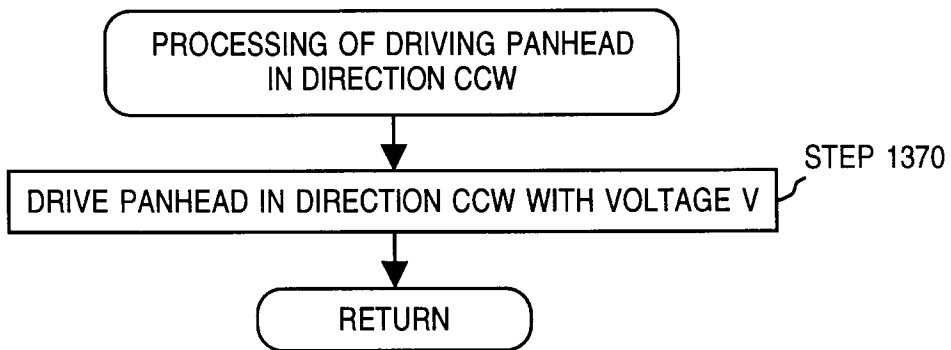 PROCESSING OF DRIVING PANHEAD
IN DIRECTION CCW
STEP 1370
DRIVE PANHEAD IN DIRECTION CCW WITH VOLTAGE V
RETURN